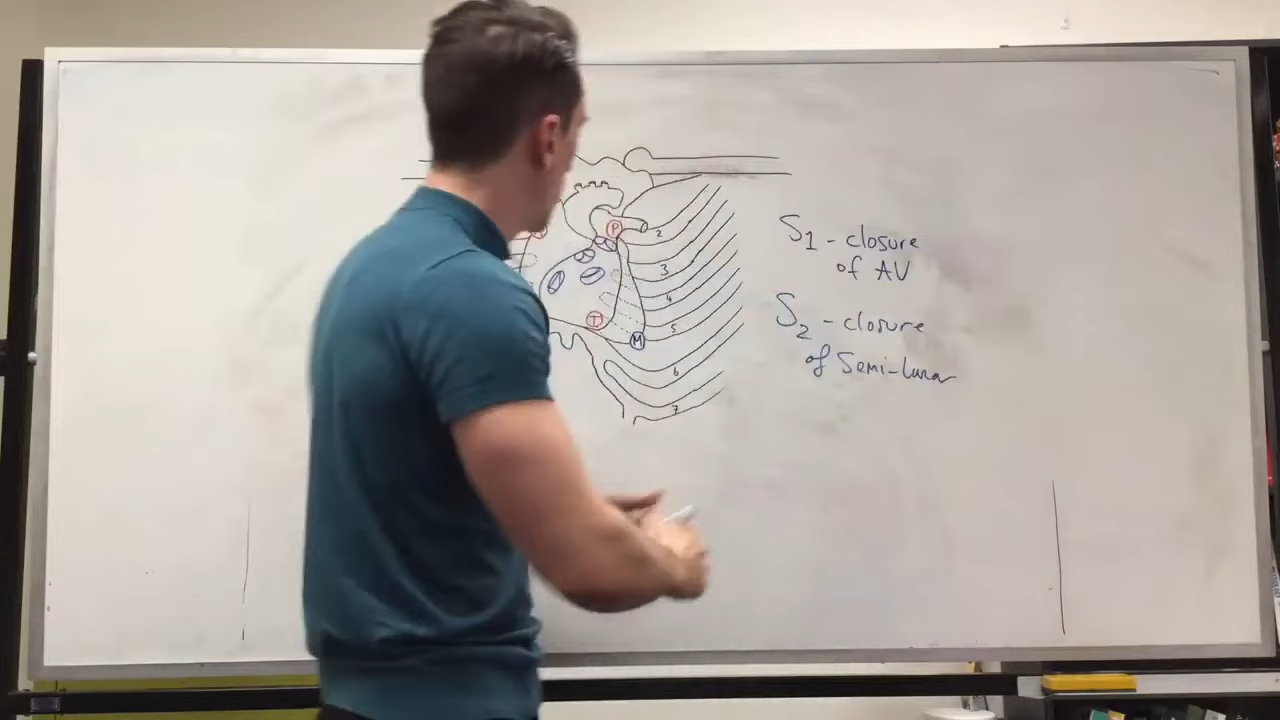 P
2
3
4
T
5
M
6
7
S1 - closure
of AV
S2 - closure
of Semi-lunar